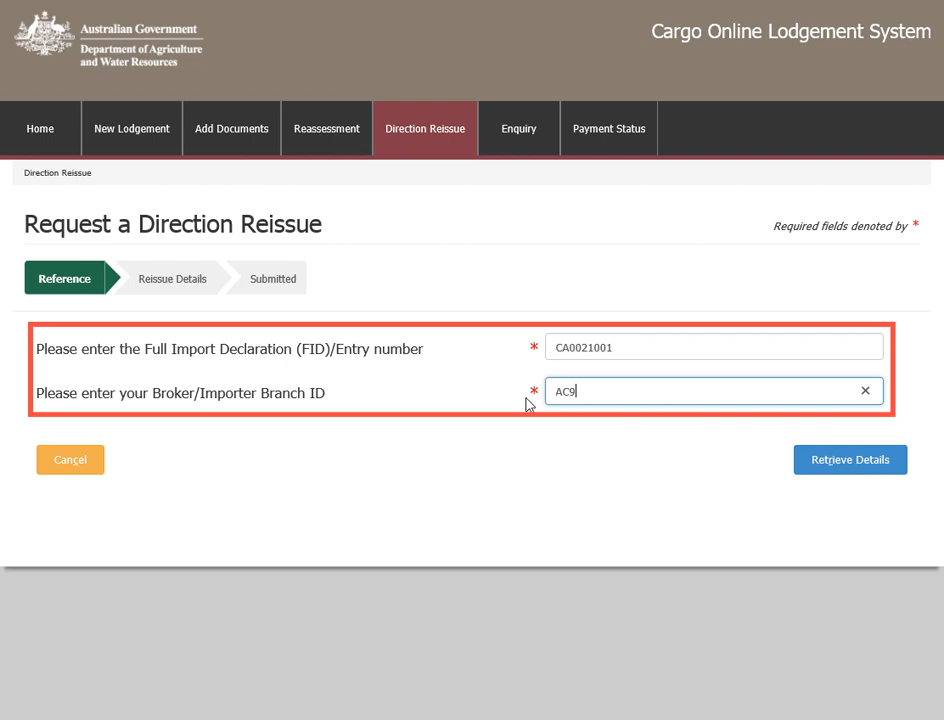 Australian Government
Department of Agriculture
and Water Resources
Cargo Online Lodgement System
Home New Lodgement Add Documents Reassessment Direction Reissue Enquiry Payment Status
Direction Reissue
Request a Direction Reissue
Required fields denoted by *
Reference Reissue Details Submitted
Please enter the Full Import Declaration (FID)/Entry number * CA0021001
Please enter your Broker/Importer Branch ID * AC9
Cancel Retrieve Details